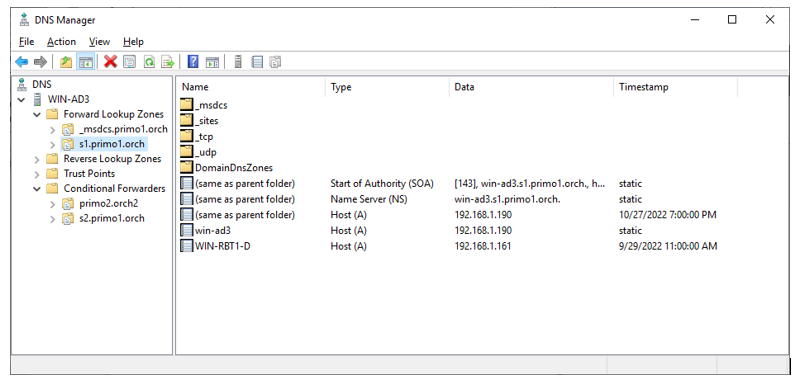 DNS Manager
File Action View Help
DNS
WIN-AD3
Forward Lookup Zones
_msdcs.primo1.orch
s1.primo1.orch
Reverse Lookup Zones
Trust Points
Conditional Forwarders
primo2.orch2
s2.primo1.orch
Name Type Data Timestamp
_msdcs
_sites
_tcp
_udp
DomainDnsZones
(same as parent folder) Start of Authority (SOA) [143], win-ad3.s1.primo1.orch., h... static
(same as parent folder) Name Server (NS) win-ad3.s1.primo1.orch. static
(same as parent folder) Host (A) 192.168.1.190 10/27/2022 7:00:00 PM
win-ad3 Host (A) 192.168.1.190 static
WIN-RBT1-D Host (A) 192.168.1.161 9/29/2022 11:00:00 AM